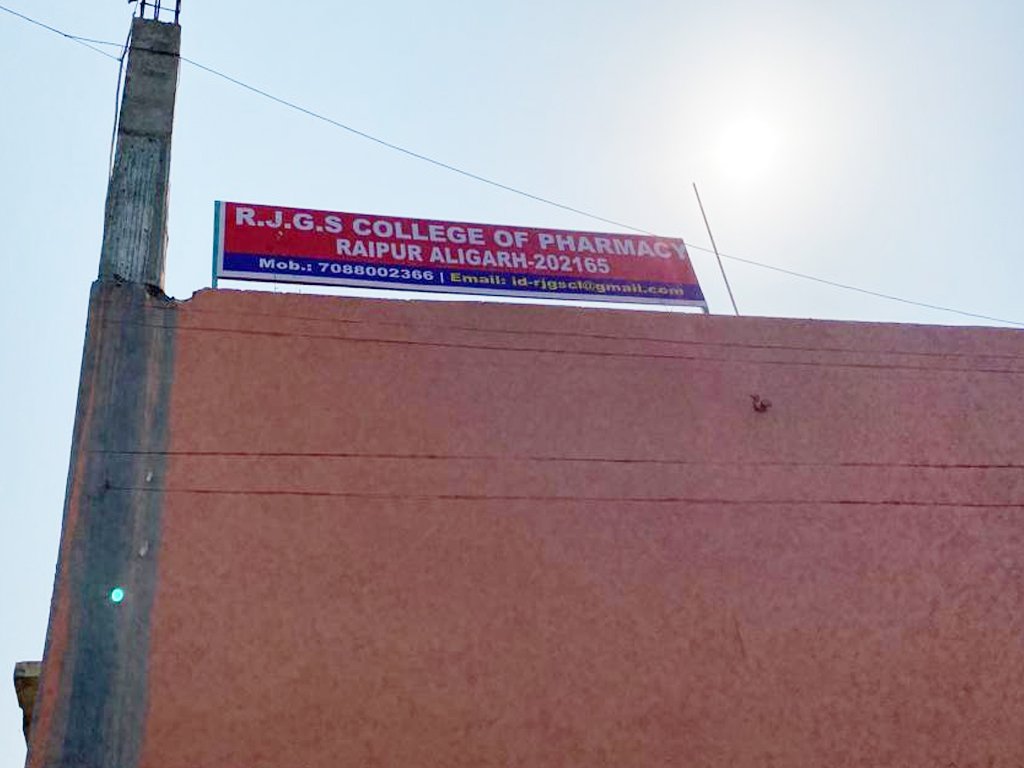 R.J.G.S COLLEGE OF PHARMACY
RAIPUR ALIGARH-202165
Mob.: 7088002366 | Email: id-rjgscl@gmail.com